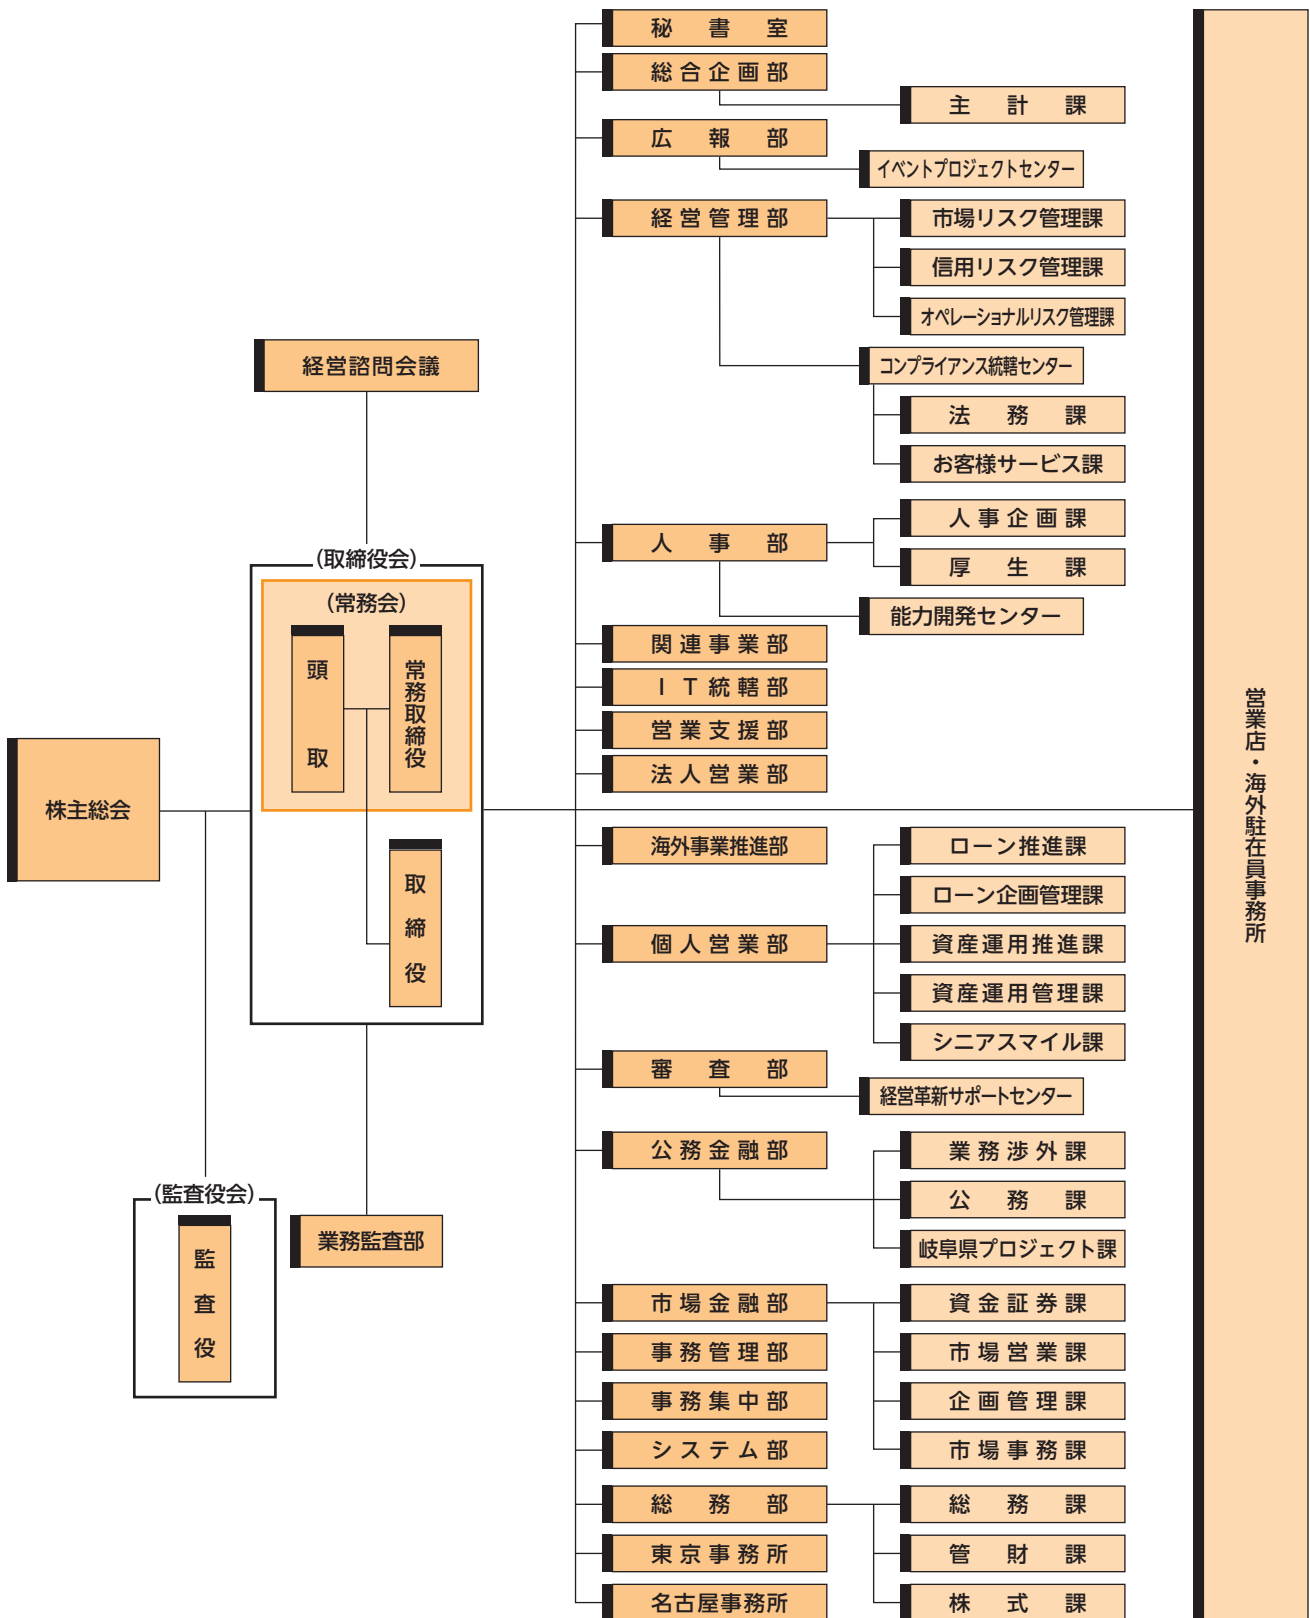 秘書室
総合企画部
主計課
広報部
イベントプロジェクトセンター
経営管理部
市場リスク管理課
信用リスク管理課
オペレーショナルリスク管理課
コンプライアンス統轄センター
法務課
お客様サービス課
人事部
人事企画課
厚生課
能力開発センター
関連事業部
IT統轄部
営業支援部
法人営業部
海外事業推進部
個人営業部
ローン推進課
ローン企画管理課
資産運用推進課
資産運用管理課
シニアスマイル課
審査部
経営革新サポートセンター
公務金融部
業務渉外課
公務課
岐阜県プロジェクト課
市場金融部
資金証券課
事務管理部
市場営業課
事務集中部
企画管理課
システム部
市場事務課
総務部
総務課
東京事務所
管財課
名古屋事務所
株式課
経営諮問会議
(取締役会)
(常務会)
頭取
常務取締役
取締役
株主総会
(監査役会)
監査役
業務監査部
営業店・海外駐在員事務所